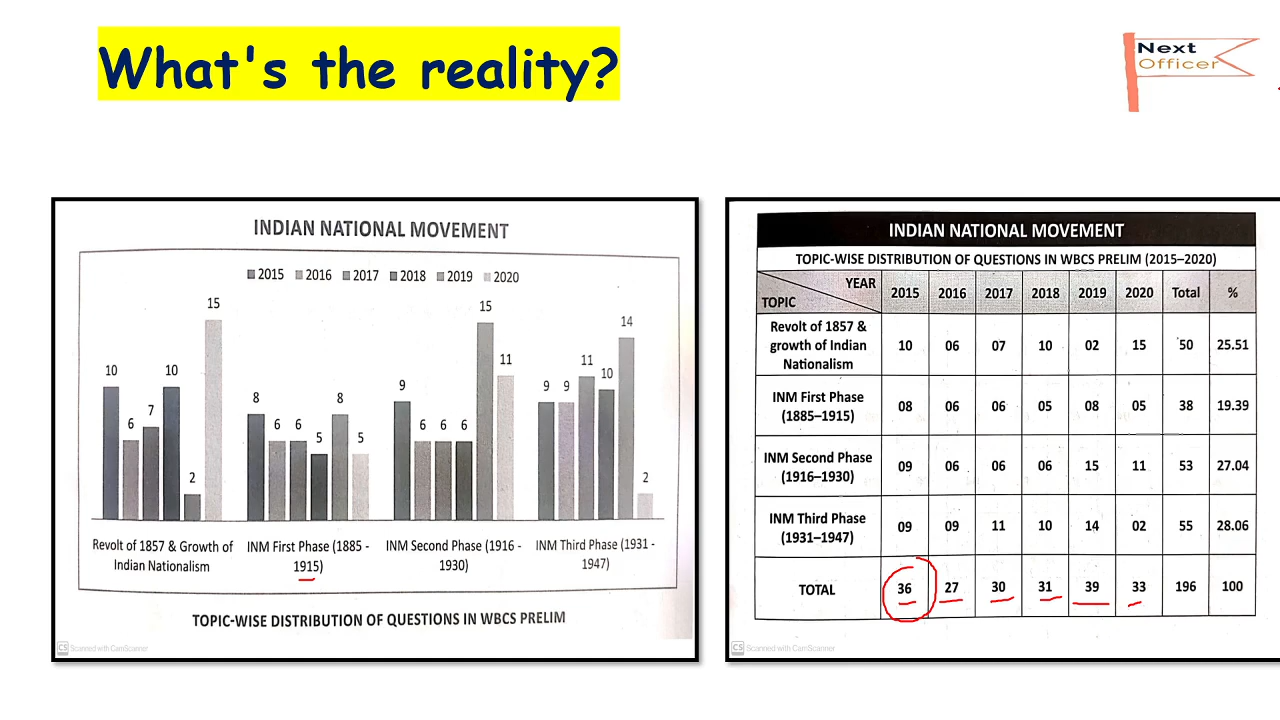 What's the reality?
Next
Officer
INDIAN NATIONAL MOVEMENT
2015 2016 2017 2018 2019 2020
10 6 7 10 2 15
8 6 6 5 8 5
9 6 6 6 15 11
9 9 11 10 14 2
Revolt of 1857 & Growth of
Indian Nationalism
INM First Phase (1885 -
1915)
INM Second Phase (1916 -
1930)
INM Third Phase (1931 -
1947)
TOPIC-WISE DISTRIBUTION OF QUESTIONS IN WBCS PRELIM
CS Scanned with CamScanner
INDIAN NATIONAL MOVEMENT
TOPIC-WISE DISTRIBUTION OF QUESTIONS IN WBCS PRELIM (2015–2020)
YEAR
TOPIC
2015 2016 2017 2018 2019 2020 Total %
Revolt of 1857 &
growth of Indian
Nationalism
10 06 07 10 02 15 50 25.51
INM First Phase
(1885–1915)
08 06 06 05 08 05 38 19.39
INM Second Phase
(1916–1930)
09 06 06 06 15 11 53 27.04
INM Third Phase
(1931–1947)
09 09 11 10 14 02 55 28.06
TOTAL 36 27 30 31 39 33 196 100
CS Scanned with CamScanner